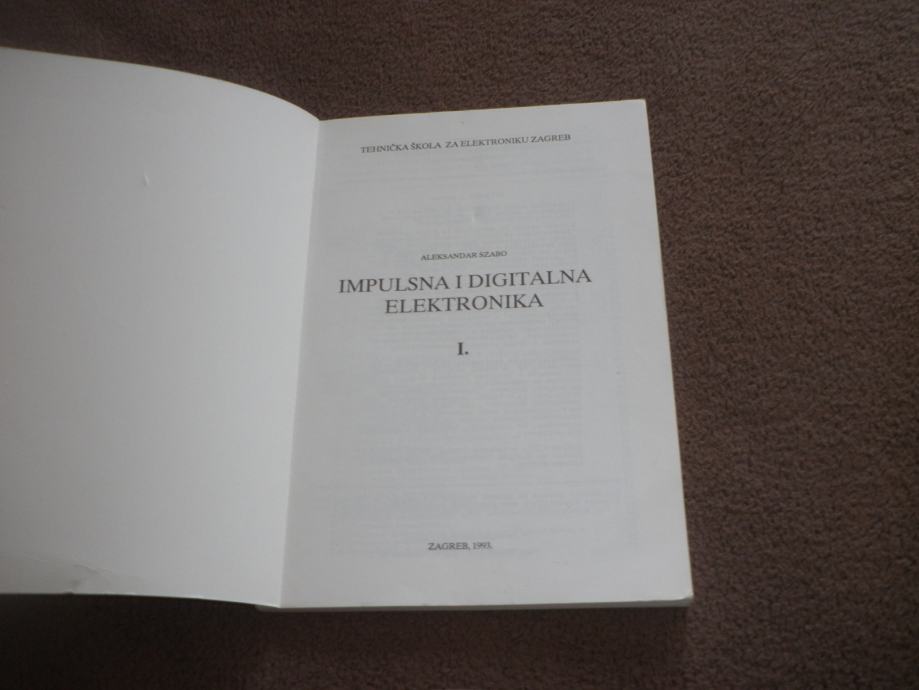 TEHNIČKA ŠKOLA ZA ELEKTRONIKU ZAGREB
ALEKSANDAR SZABO
IMPULSNA I DIGITALNA
ELEKTRONIKA
I.
ZAGREB, 1993.